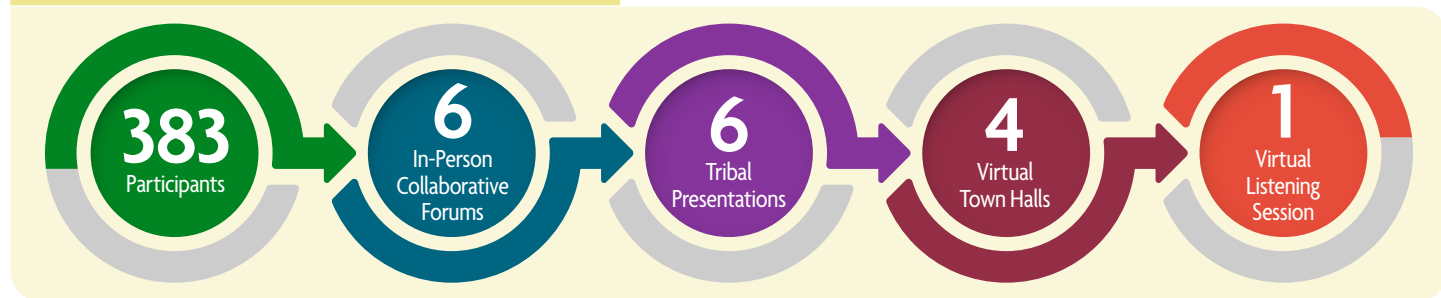 383
Participants
6
In-Person
Collaborative
Forums
6
Tribal
Presentations
4
Virtual
Town Halls
1
Virtual
Listening
Session